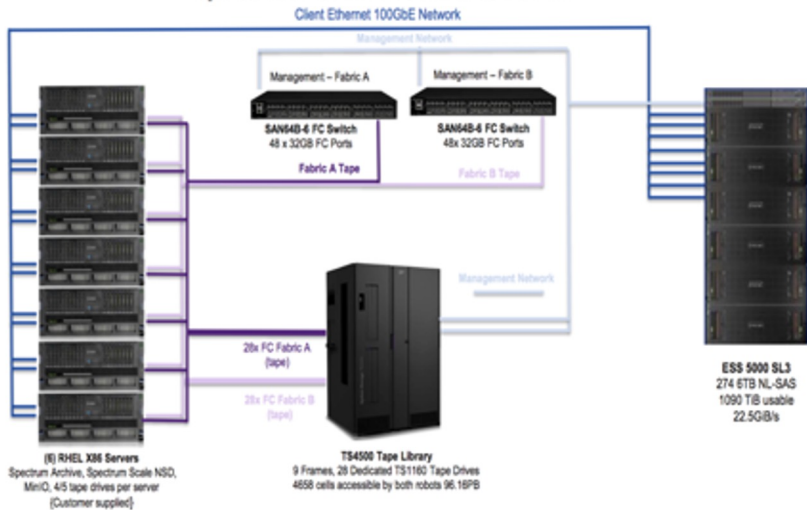 Client Ethernet 100GbE Network
Management Network
Management – Fabric A
Management – Fabric B
SAN64B-6 FC Switch
48 x 32GB FC Ports
SAN64B-6 FC Switch
48x 32GB FC Ports
Fabric A Tape
Fabric B Tape
Management Network
28x FC Fabric A
(tape)
28x FC Fabric B
(tape)
ESS 5000 SL3
274 6TB NL-SAS
1090 TiB usable
22.5GiB/s
(6) RHEL X86 Servers
Spectrum Archive, Spectrum Scale NSD,
MinIO, 4/5 tape drives per server
{Customer supplied}
TS4500 Tape Library
9 Frames, 28 Dedicated TS1160 Tape Drives
4658 cells accessible by both robots 96.16PB